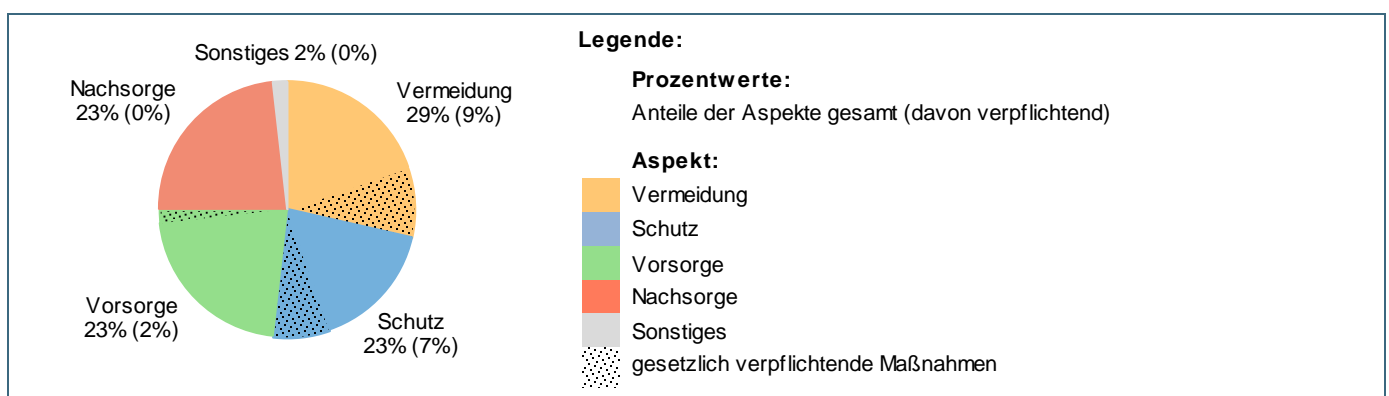 Sonstiges 2% (0%)
Nachsorge
23% (0%)
Vermeidung
29% (9%)
Vorsorge
23% (2%)
Schutz
23% (7%)
Legende:
Prozentwerte:
Anteile der Aspekte gesamt (davon verpflichtend)
Aspekt:
Vermeidung
Schutz
Vorsorge
Nachsorge
Sonstiges
gesetzlich verpflichtende Maßnahmen